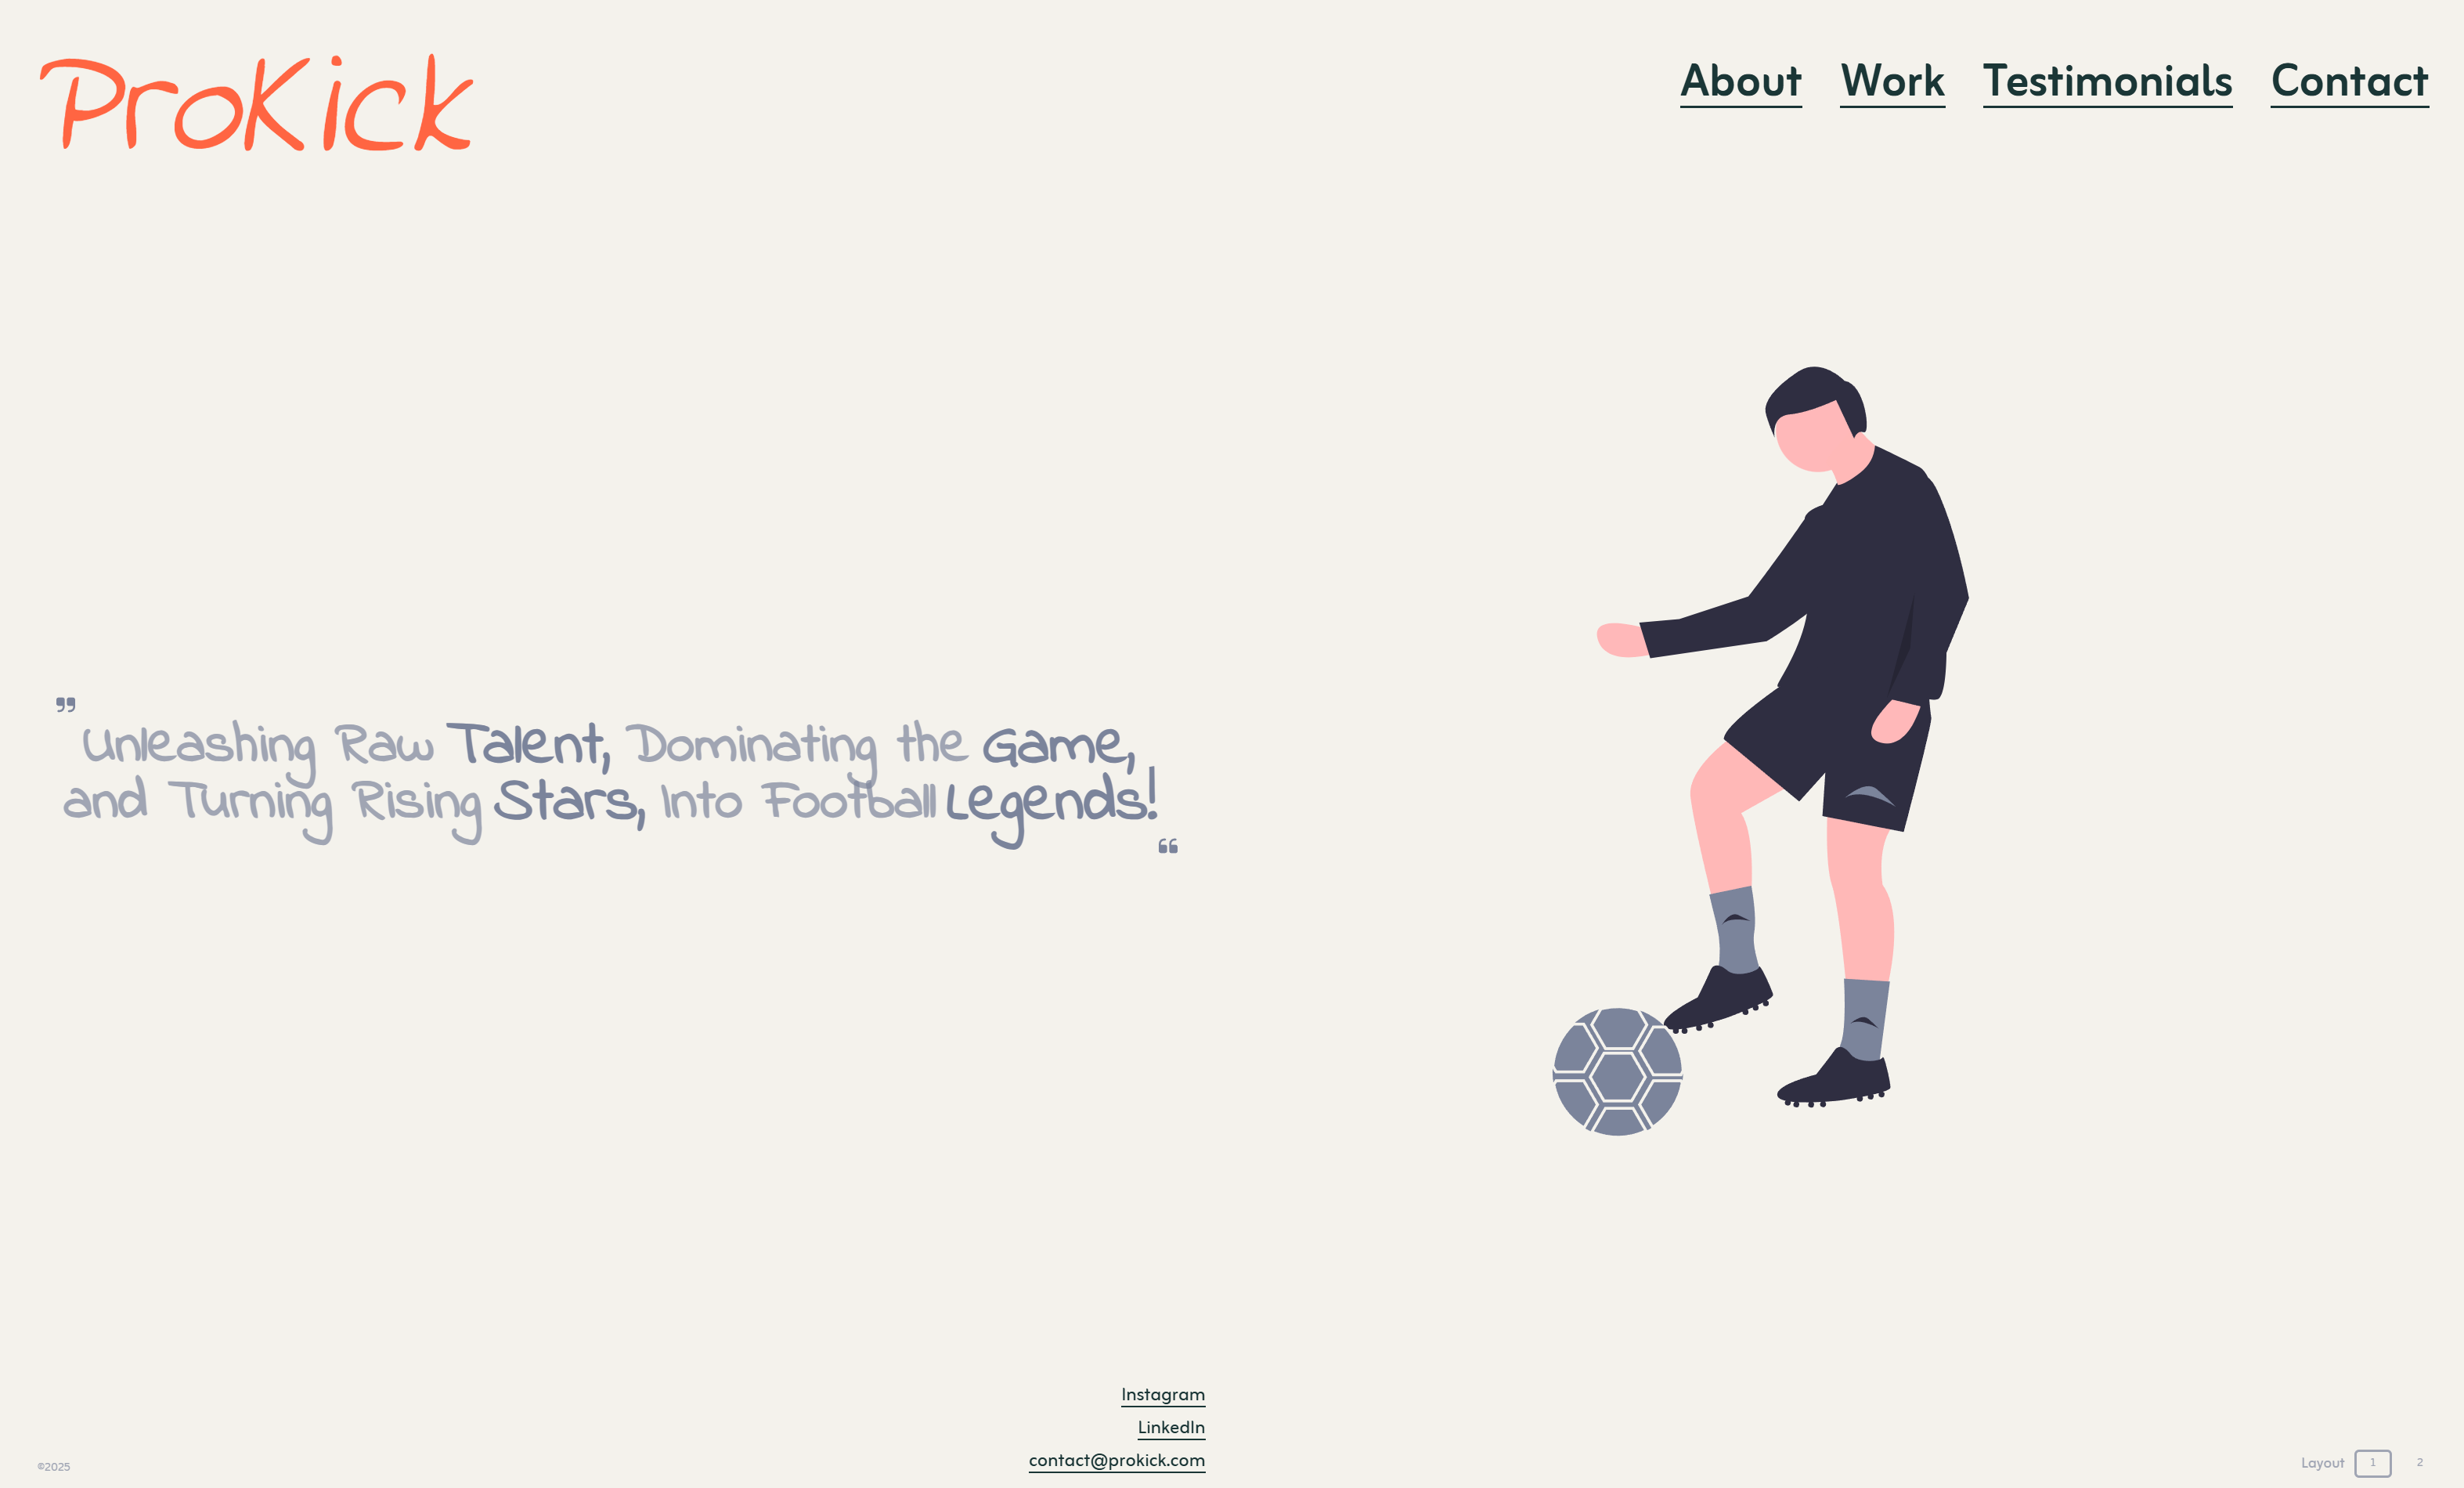 ProKick
About Work Testimonials Contact
”
Unleashing Raw Talent, Dominating the Game,
and Turning Rising Stars, Into Football Legends!
“
Instagram
LinkedIn
contact@prokick.com
©2025
Layout 1 2